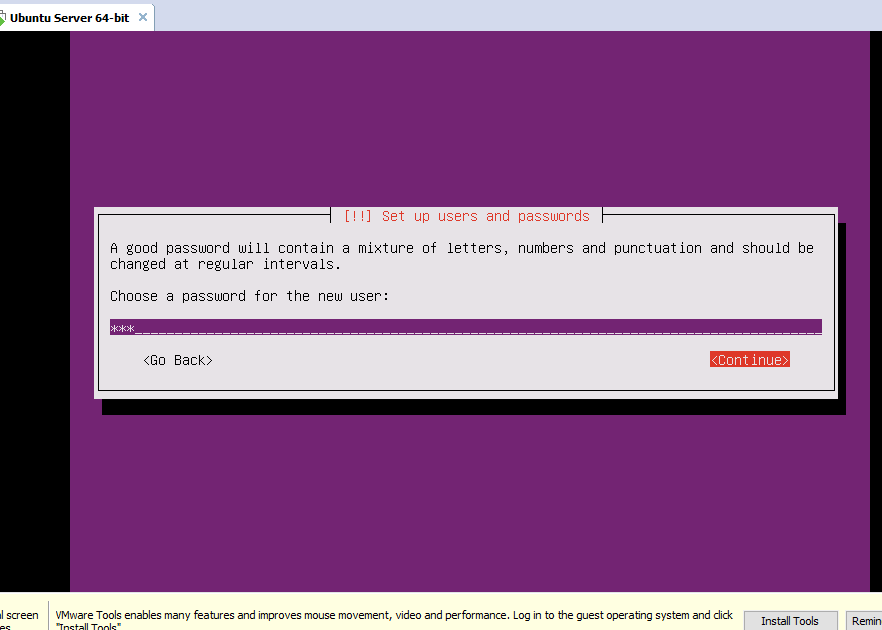 Ubuntu Server 64-bit
[!!] Set up users and passwords
A good password will contain a mixture of letters, numbers and punctuation and should be
changed at regular intervals.
Choose a password for the new user:
***
<Go Back> <Continue>
screen VMware Tools enables many features and improves mouse movement, video and performance. Log in to the guest operating system and click
"Install Tools" Install Tools Remin